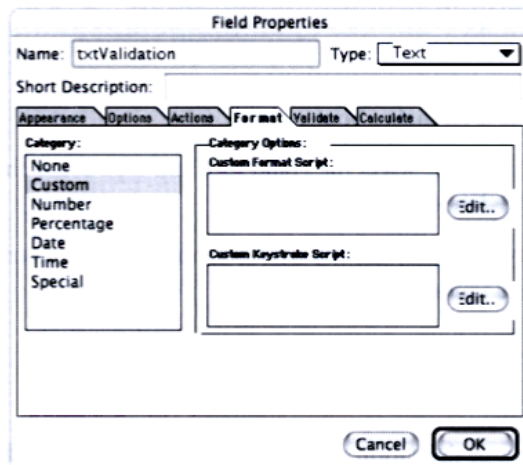 Field Properties
Name: txtValidation Type: Text
Short Description:
Appearance Options Actions Format Validate Calculate
Category:
None
Custom
Number
Percentage
Date
Time
Special
Category Options:
Custom Format Script:
Edit..
Custom Keystroke Script:
Edit..
Cancel OK